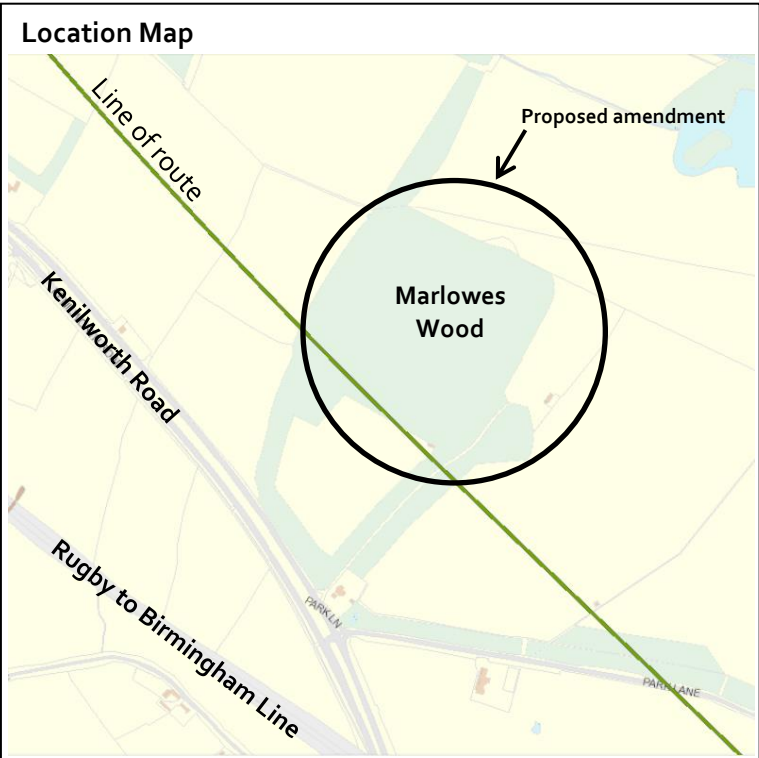 Location Map
Line of route
Proposed amendment
Marlowes
Wood
Kenilworth Road
Rugby to Birmingham Line
PARK LN
PARK LANE